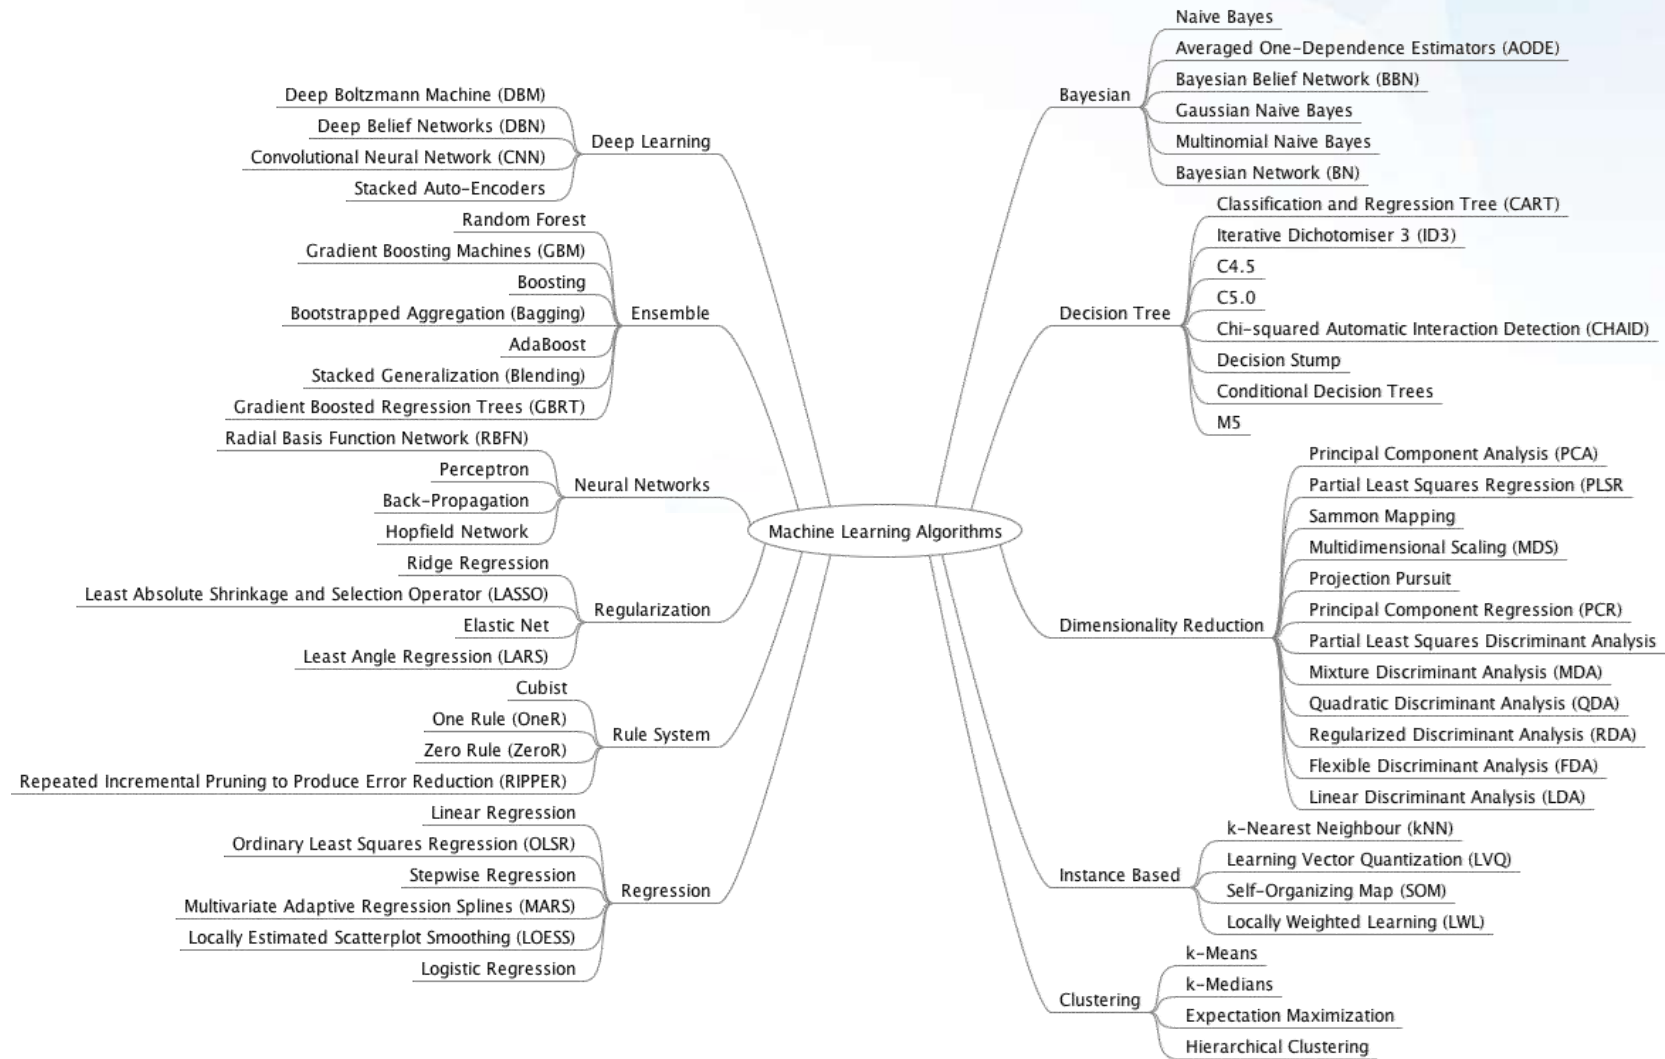 Machine Learning Algorithms
Deep Learning
Deep Boltzmann Machine (DBM)
Deep Belief Networks (DBN)
Convolutional Neural Network (CNN)
Stacked Auto-Encoders
Ensemble
Random Forest
Gradient Boosting Machines (GBM)
Boosting
Bootstrapped Aggregation (Bagging)
AdaBoost
Stacked Generalization (Blending)
Gradient Boosted Regression Trees (GBRT)
Neural Networks
Radial Basis Function Network (RBFN)
Perceptron
Back-Propagation
Hopfield Network
Regularization
Ridge Regression
Least Absolute Shrinkage and Selection Operator (LASSO)
Elastic Net
Least Angle Regression (LARS)
Rule System
Cubist
One Rule (OneR)
Zero Rule (ZeroR)
Repeated Incremental Pruning to Produce Error Reduction (RIPPER)
Regression
Linear Regression
Ordinary Least Squares Regression (OLSR)
Stepwise Regression
Multivariate Adaptive Regression Splines (MARS)
Locally Estimated Scatterplot Smoothing (LOESS)
Logistic Regression
Bayesian
Naive Bayes
Averaged One-Dependence Estimators (AODE)
Bayesian Belief Network (BBN)
Gaussian Naive Bayes
Multinomial Naive Bayes
Bayesian Network (BN)
Decision Tree
Classification and Regression Tree (CART)
Iterative Dichotomiser 3 (ID3)
C4.5
C5.0
Chi-squared Automatic Interaction Detection (CHAID)
Decision Stump
Conditional Decision Trees
M5
Dimensionality Reduction
Principal Component Analysis (PCA)
Partial Least Squares Regression (PLSR
Sammon Mapping
Multidimensional Scaling (MDS)
Projection Pursuit
Principal Component Regression (PCR)
Partial Least Squares Discriminant Analysis
Mixture Discriminant Analysis (MDA)
Quadratic Discriminant Analysis (QDA)
Regularized Discriminant Analysis (RDA)
Flexible Discriminant Analysis (FDA)
Linear Discriminant Analysis (LDA)
Instance Based
k-Nearest Neighbour (kNN)
Learning Vector Quantization (LVQ)
Self-Organizing Map (SOM)
Locally Weighted Learning (LWL)
Clustering
k-Means
k-Medians
Expectation Maximization
Hierarchical Clustering